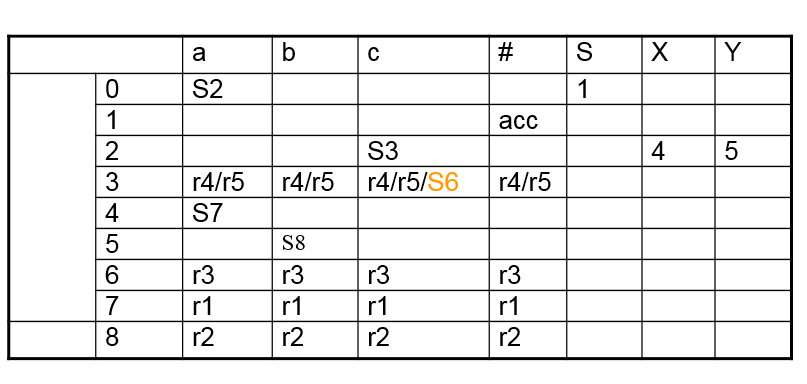 a b c # S X Y
0 S2 1
1 acc
2 S3 4 5
3 r4/r5 r4/r5 r4/r5/S6 r4/r5
4 S7
5 S8
6 r3 r3 r3 r3
7 r1 r1 r1 r1
8 r2 r2 r2 r2